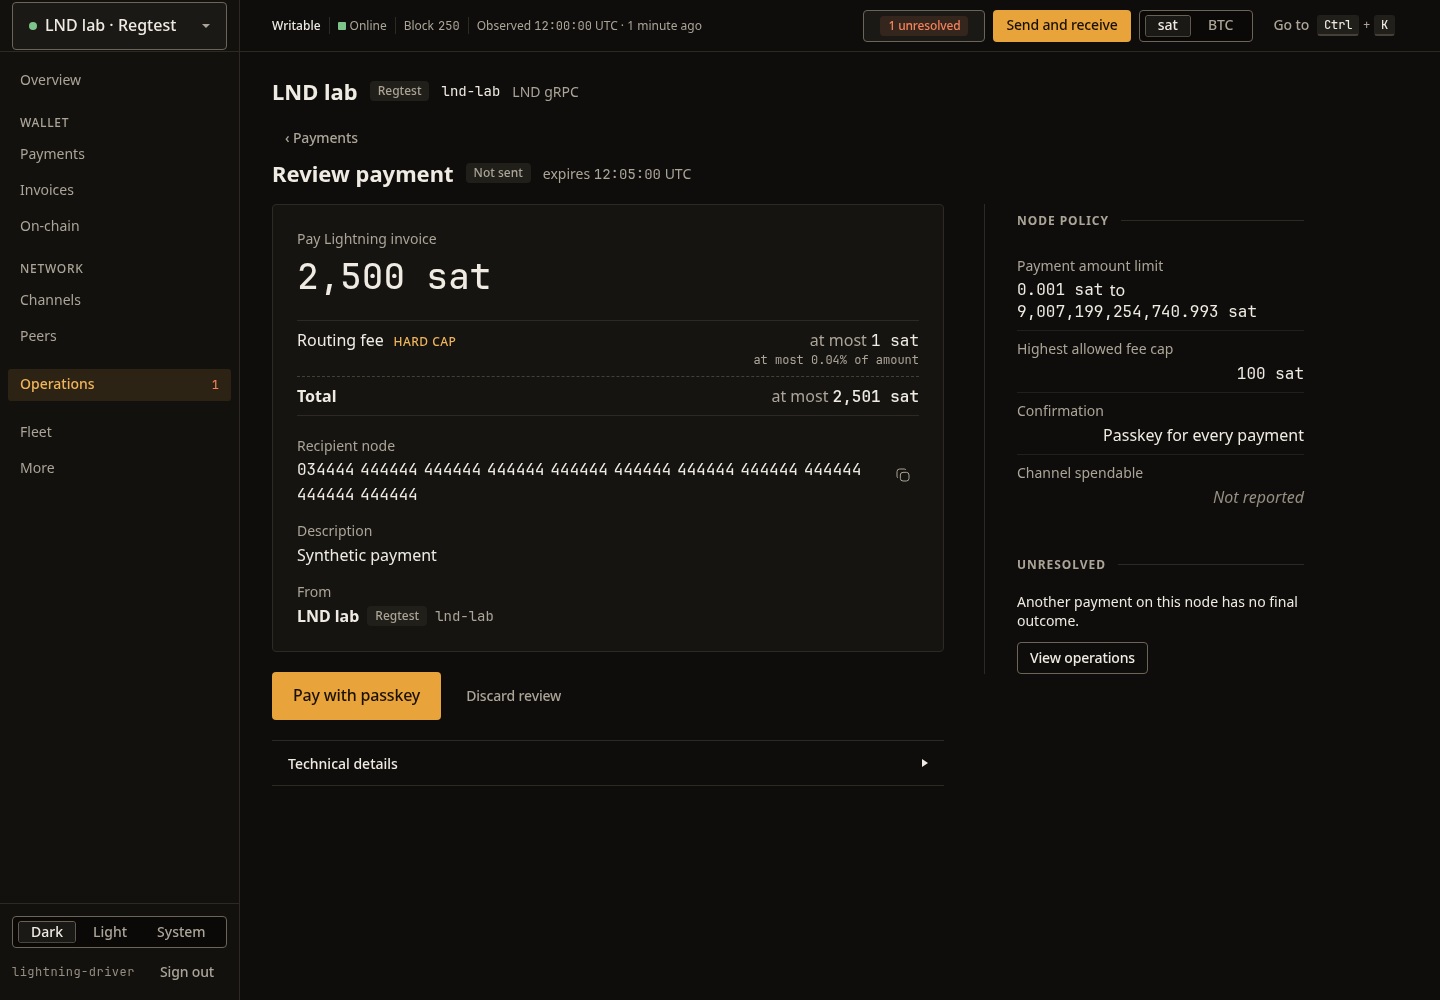 LND lab · Regtest
Writable
Online
Block 250
Observed 12:00:00 UTC · 1 minute ago
1 unresolved
Send and receive
sat
BTC
Go to Ctrl + K
Overview
WALLET
Payments
Invoices
On-chain
NETWORK
Channels
Peers
Operations 1
Fleet
More
Dark
Light
System
lightning-driver
Sign out
LND lab Regtest lnd-lab LND gRPC
‹ Payments
Review payment Not sent expires 12:05:00 UTC
Pay Lightning invoice
2,500 sat
Routing fee HARD CAP at most 1 sat
at most 0.04% of amount
Total at most 2,501 sat
Recipient node
034444 444444 444444 444444 444444 444444 444444 444444 444444
444444 444444
Description
Synthetic payment
From
LND lab Regtest lnd-lab
Pay with passkey
Discard review
Technical details
NODE POLICY
Payment amount limit
0.001 sat to
9,007,199,254,740.993 sat
Highest allowed fee cap
100 sat
Confirmation
Passkey for every payment
Channel spendable
Not reported
UNRESOLVED
Another payment on this node has no final
outcome.
View operations